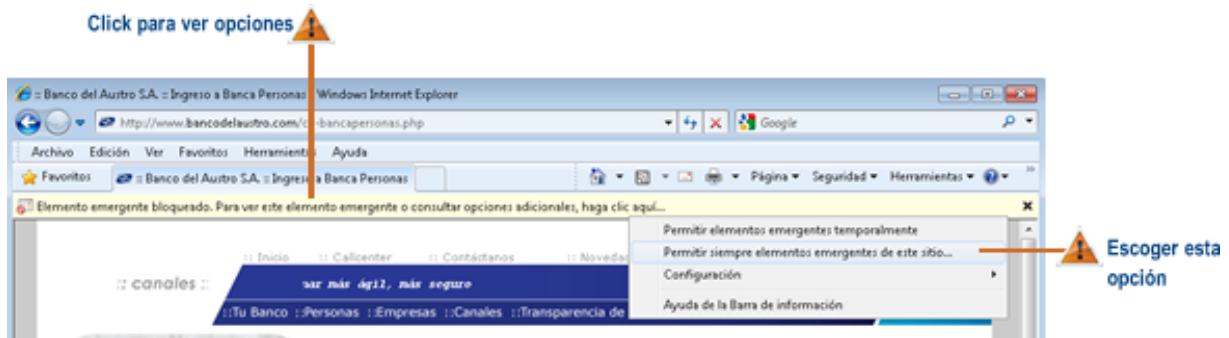 Click para ver opciones
:: Banco del Austro S.A. :: Ingreso a Banca Personas Windows Internet Explorer
http://www.bancodelaustro.com/ -bancapersonas.php
Google
Archivo Edición Ver Favoritos Herramientas Ayuda
Favoritos :: Banco del Austro S.A. :: Ingreso a Banca Personas Página Seguridad Herramientas
Elemento emergente bloqueado. Para ver este elemento emergente o consultar opciones adicionales, haga clic aquí...
Permitir elementos emergentes temporalmente
Permitir siempre elementos emergentes de este sitio...
Configuración
Ayuda de la Barra de información
Escoger esta
opción
:: Inicio :: Callcenter :: Contáctanos :: Noveda
:: canales ::
más ágil, más seguro
::Tu Banco ::Personas ::Empresas ::Canales ::Transparencia de